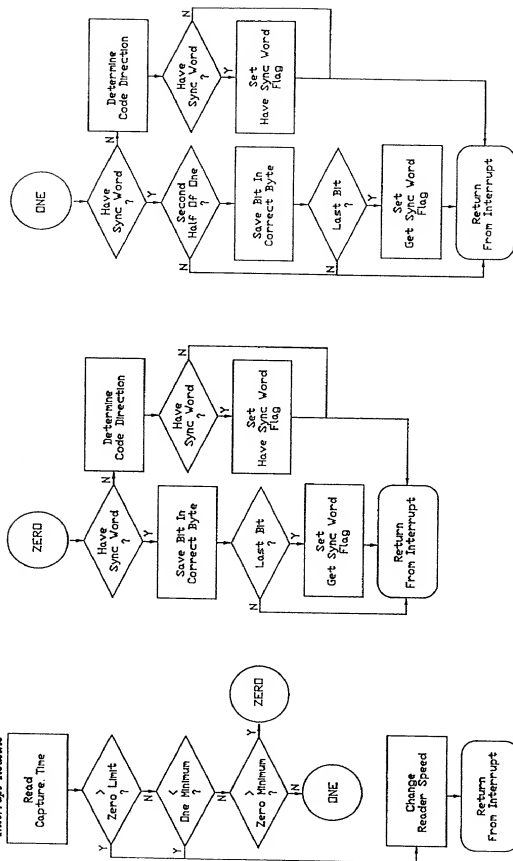 Interrupt Routine
Read
Capture Time
>
Zero Limit
?
Y
N
<
One Minimum
?
Y
N
>
Zero Minimum
?
Y
N
ZERO
ONE
Change
Reader Speed
Return
From Interrupt
ZERO
Have
Sync Word
?
N
Y
Determine
Code Direction
Have
Sync Word
?
N
Y
Set
Have Sync Word
Flag
Save Bit In
Correct Byte
Last Bit
?
N
Y
Set
Get Sync Word
Flag
Return
From Interrupt
ONE
Have
Sync Word
?
N
Y
Determine
Code Direction
Have
Sync Word
?
N
Y
Set
Have Sync Word
Flag
Second
Half Of One
?
N
Y
Save Bit In
Correct Byte
Last Bit
?
N
Y
Set
Get Sync Word
Flag
Return
From Interrupt